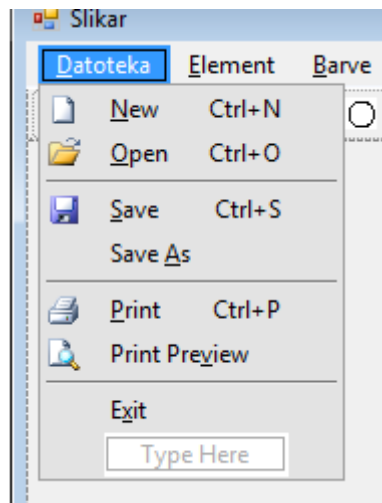 Slikar
Datoteka Element Barve
New Ctrl+N
Open Ctrl+O
Save Ctrl+S
Save As
Print Ctrl+P
Print Preview
Exit
Type Here